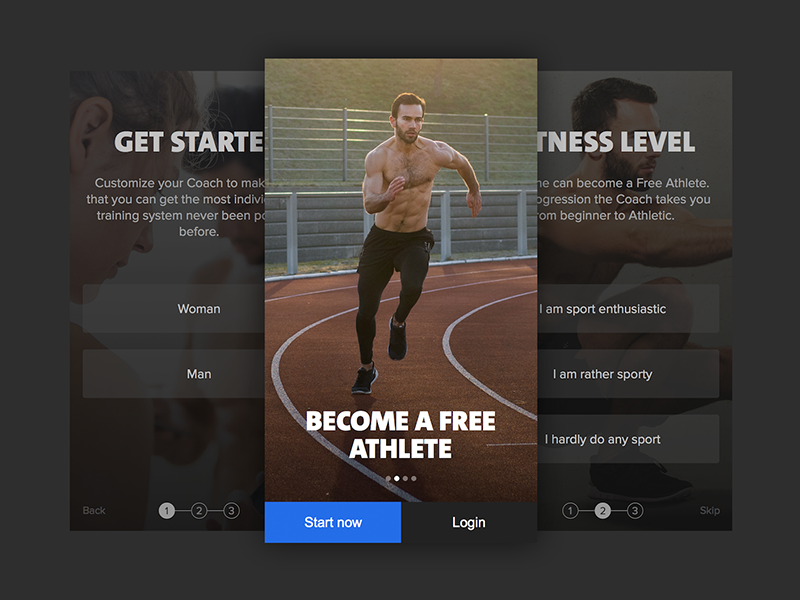 GET STARTE
Customize your Coach to mak
that you can get the most indivi
training system never been po
before.
Woman
Man
Back
1 2 3
BECOME A FREE
ATHLETE
Start now
Login
TNESS LEVEL
ne can become a Free Athlete.
ogression the Coach takes you
rom beginner to Athletic.
I am sport enthusiastic
I am rather sporty
I hardly do any sport
1 2 3
Skip